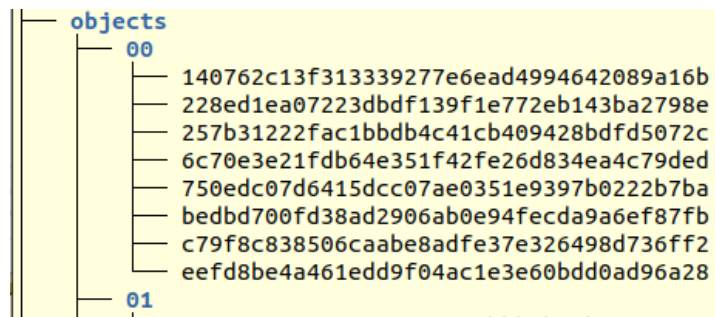 objects
00
140762c13f313339277e6ead4994642089a16b
228ed1ea07223dbdf139f1e772eb143ba2798e
257b31222fac1bbdb4c41cb409428bdfd5072c
6c70e3e21fdb64e351f42fe26d834ea4c79ded
750edc07d6415dcc07ae0351e9397b0222b7ba
bedbd700fd38ad2906ab0e94fecda9a6ef87fb
c79f8c838506caabe8adfe37e326498d736ff2
eefd8be4a461edd9f04ac1e3e60bdd0ad96a28
01